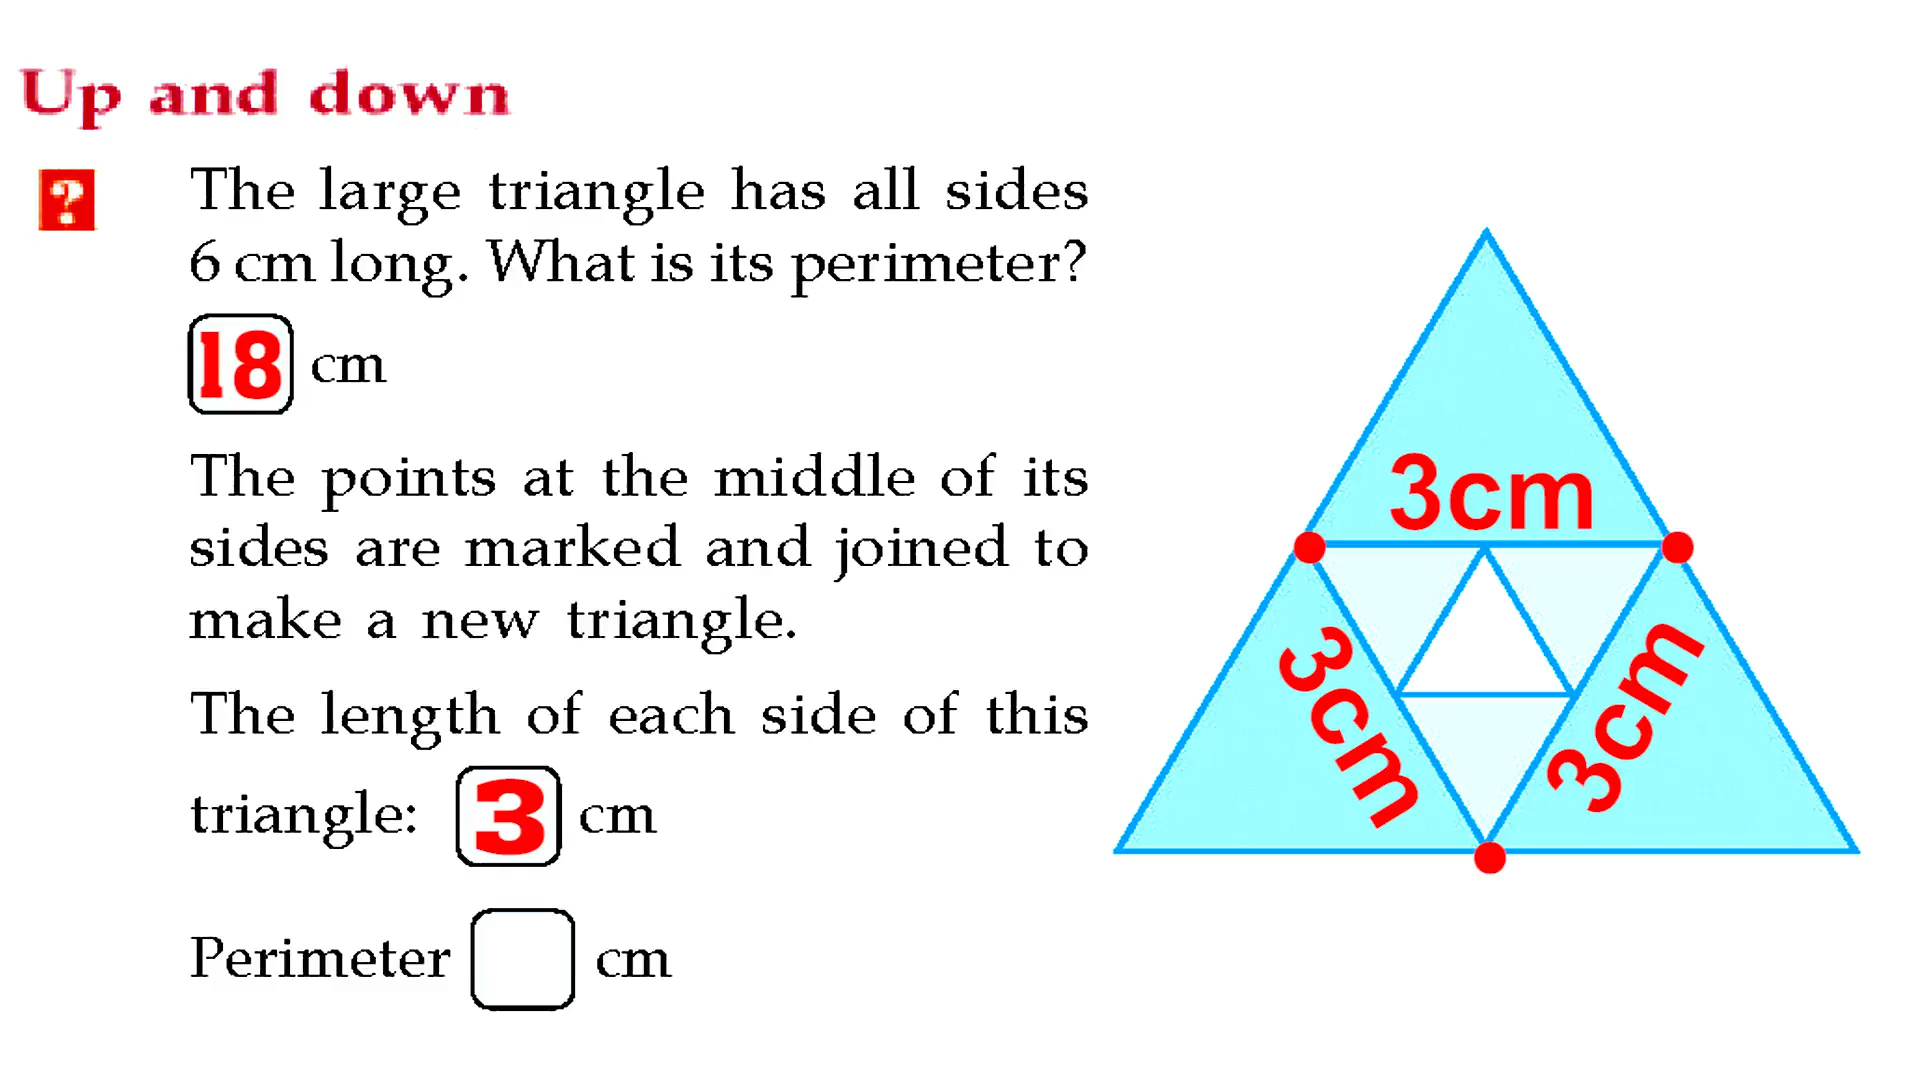 Up and down
?
The large triangle has all sides
6 cm long. What is its perimeter?
18 cm
The points at the middle of its
sides are marked and joined to
make a new triangle.
The length of each side of this
triangle: 3 cm
Perimeter cm
3cm
3cm
3cm